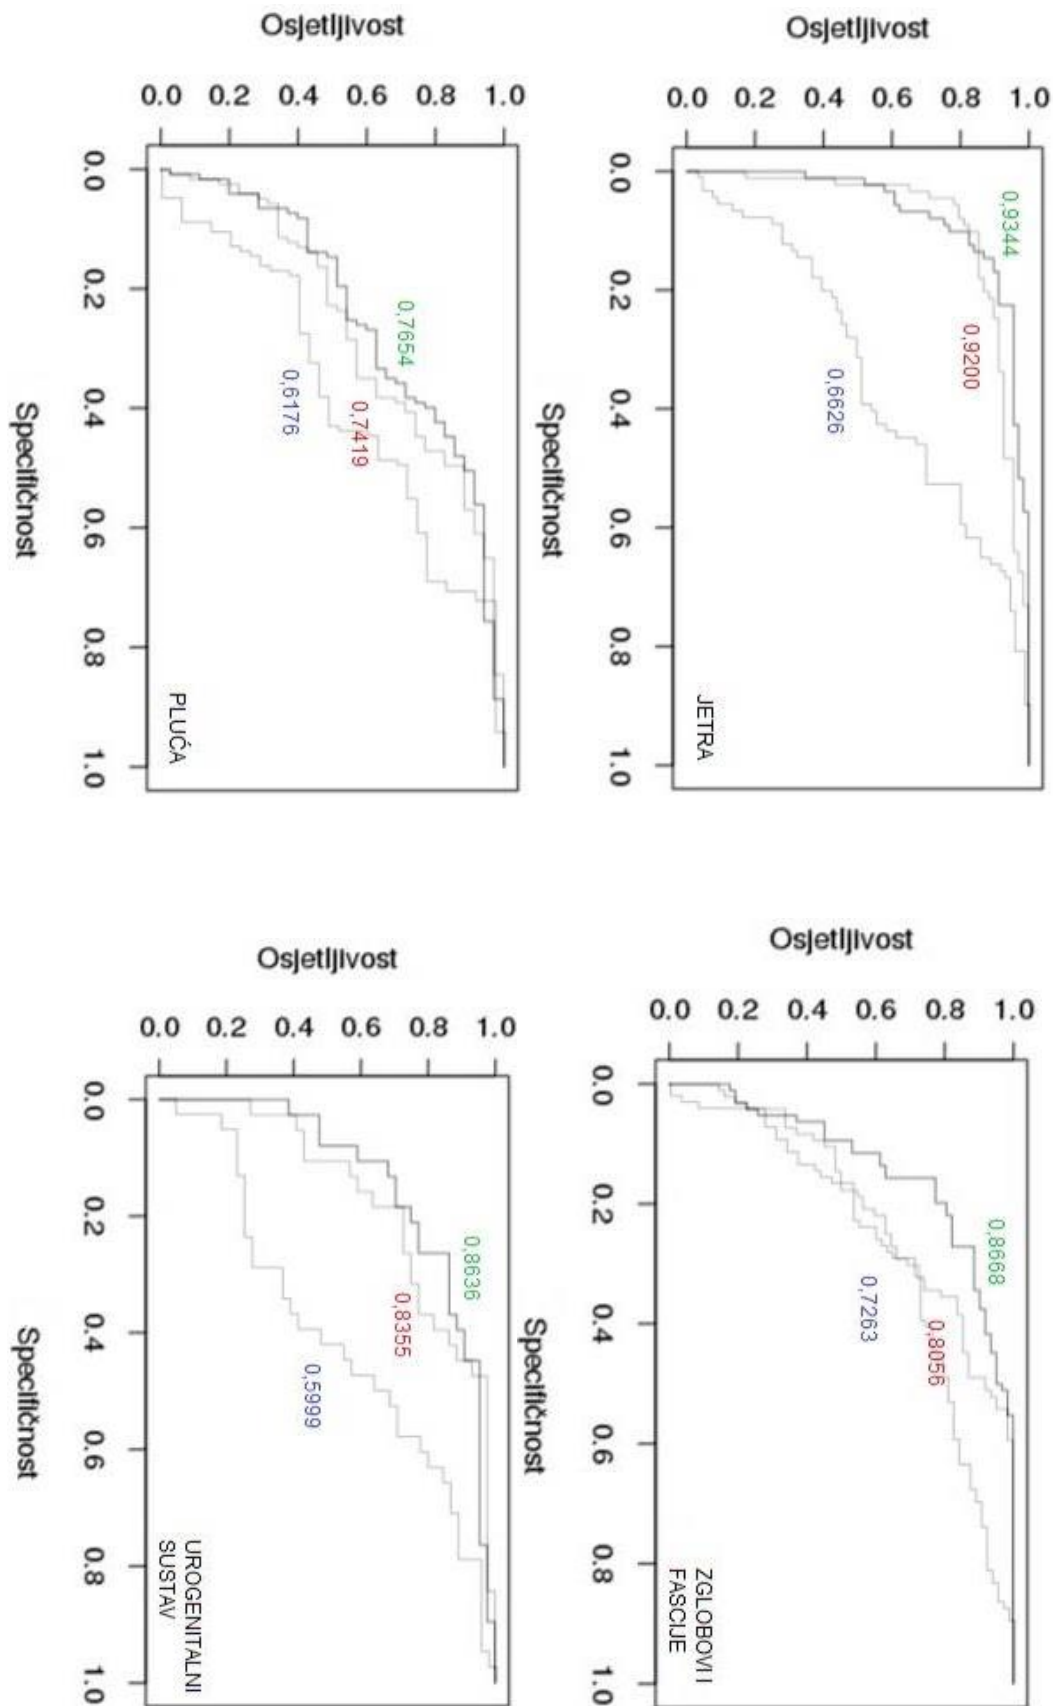 Osjetljivost
1.0
0.8
0.6
0.4
0.2
0.0
0,9344
0,9200
0,6626
JETRA
0.0 0.2 0.4 0.6 0.8 1.0
Specifičnost
Osjetljivost
1.0
0.8
0.6
0.4
0.2
0.0
0,8668
0,8056
0,7263
ZGLOBOVI I
FASCIJE
0.0 0.2 0.4 0.6 0.8 1.0
Specifičnost
Osjetljivost
1.0
0.8
0.6
0.4
0.2
0.0
0,7654
0,7419
0,6176
PLUĆA
0.0 0.2 0.4 0.6 0.8 1.0
Specifičnost
Osjetljivost
1.0
0.8
0.6
0.4
0.2
0.0
0,8636
0,8355
0,5999
UROGENITALNI
SUSTAV
0.0 0.2 0.4 0.6 0.8 1.0
Specifičnost